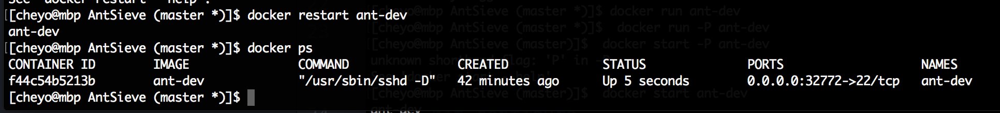 see 'docker restart --help'.
[[cheyo@mbp AntSieve (master *)]$ docker restart ant-dev
ant-dev
[[cheyo@mbp AntSieve (master *)]$ docker ps
CONTAINER ID IMAGE COMMAND CREATED STATUS PORTS NAMES
f44c54b5213b ant-dev "/usr/sbin/sshd -D" 42 minutes ago Up 5 seconds 0.0.0.0:32772->22/tcp ant-dev
[cheyo@mbp AntSieve (master *)]$
[cheyo@mbp AntSieve (master *)]$ docker run ant-dev
[cheyo@mbp AntSieve (master *)]$ docker run -P ant-dev
[cheyo@mbp AntSieve (master)]$ docker start -P ant-dev
unknown shorthand flag: 'P' in -P
[cheyo@mbp AntSieve (master)]$ docker start ant-dev
ant-dev